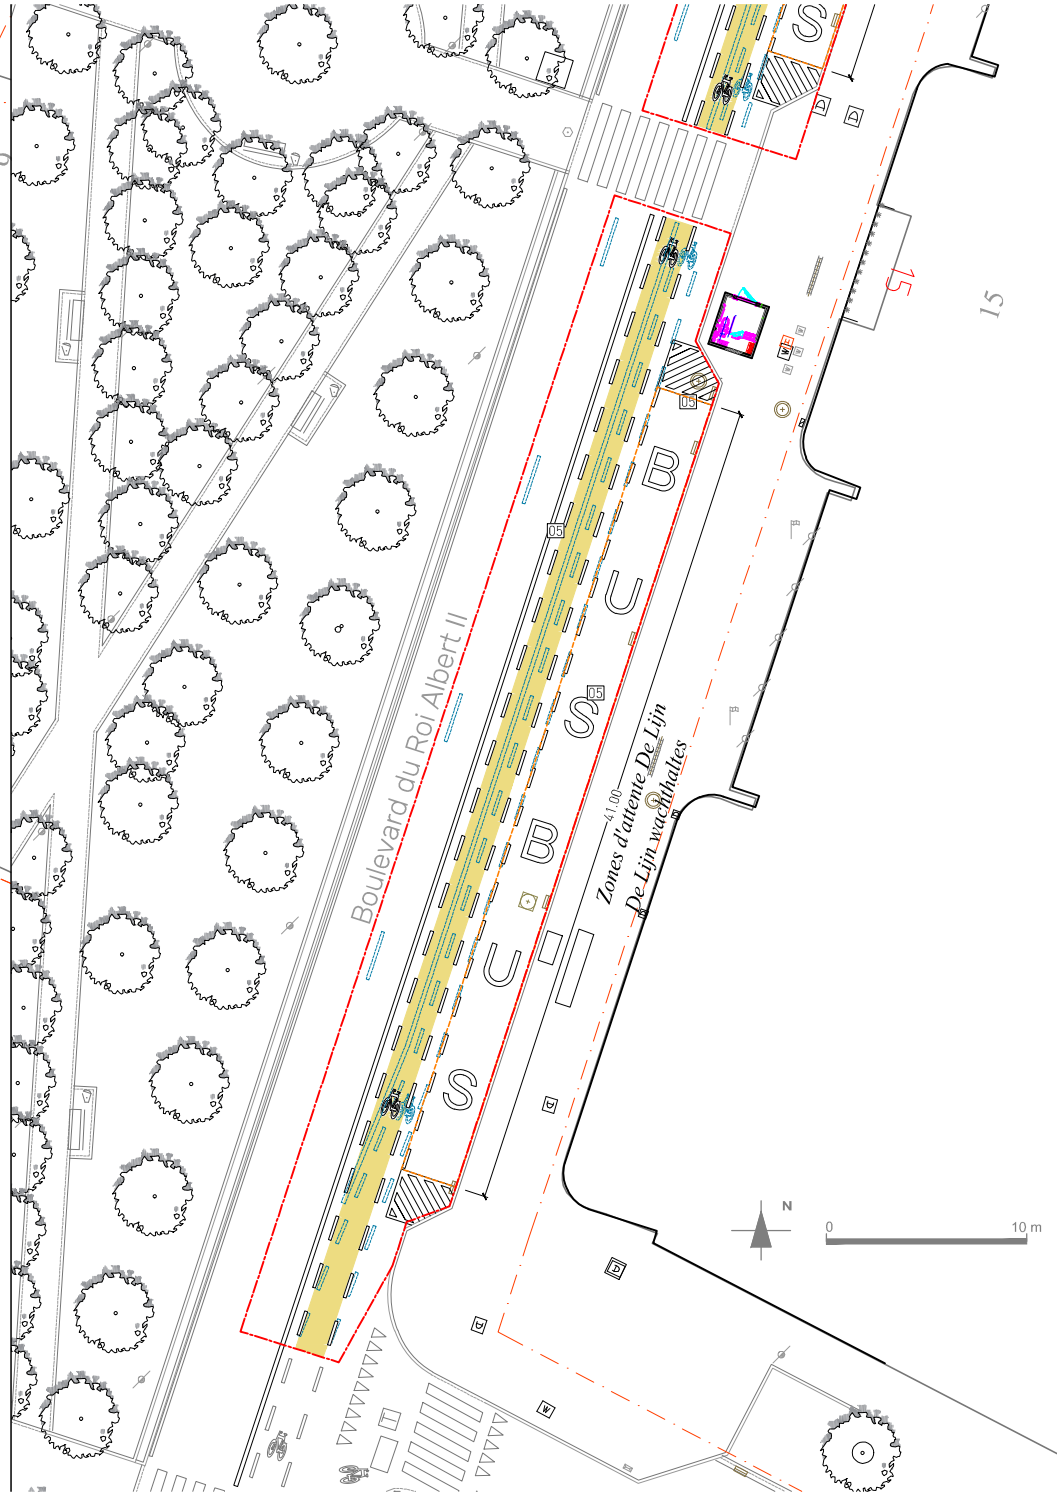 S
D
D
15
15
W
05
B
05
U
05
S
Boulevard du Roi Albert II
41.00
Zones d'attente De Lijn
De Lijn wachthaltes
B
U
S
D
N
0
10 m
D
D
W